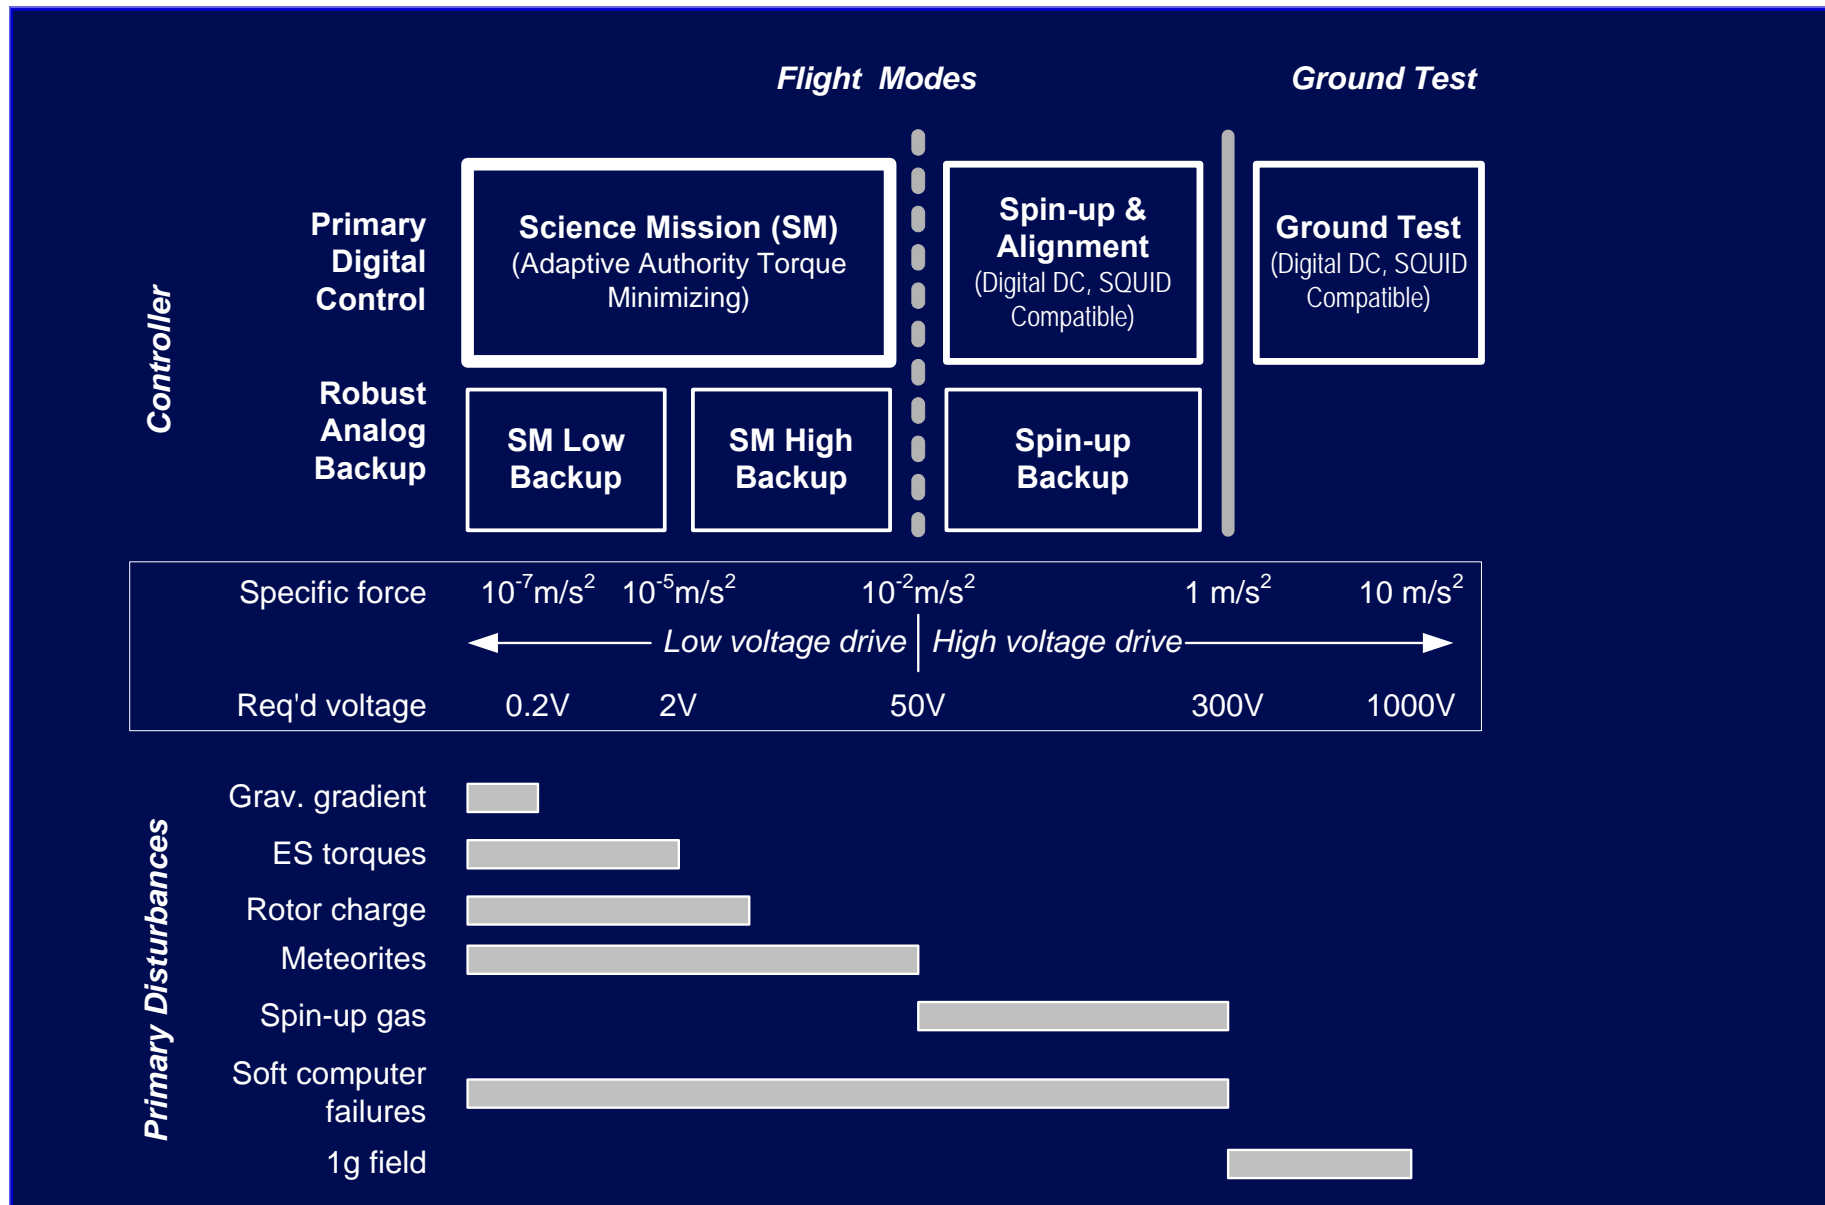 Flight Modes
Ground Test
Controller
Primary
Digital
Control
Science Mission (SM)
(Adaptive Authority Torque
Minimizing)
Spin-up &
Alignment
(Digital DC, SQUID
Compatible)
Ground Test
(Digital DC, SQUID
Compatible)
Robust
Analog
Backup
SM Low
Backup
SM High
Backup
Spin-up
Backup
Specific force 10⁻⁷m/s² 10⁻⁵m/s² 10⁻²m/s² 1 m/s² 10 m/s²
Low voltage drive High voltage drive
Req'd voltage 0.2V 2V 50V 300V 1000V
Primary Disturbances
Grav. gradient
ES torques
Rotor charge
Meteorites
Spin-up gas
Soft computer
failures
1g field